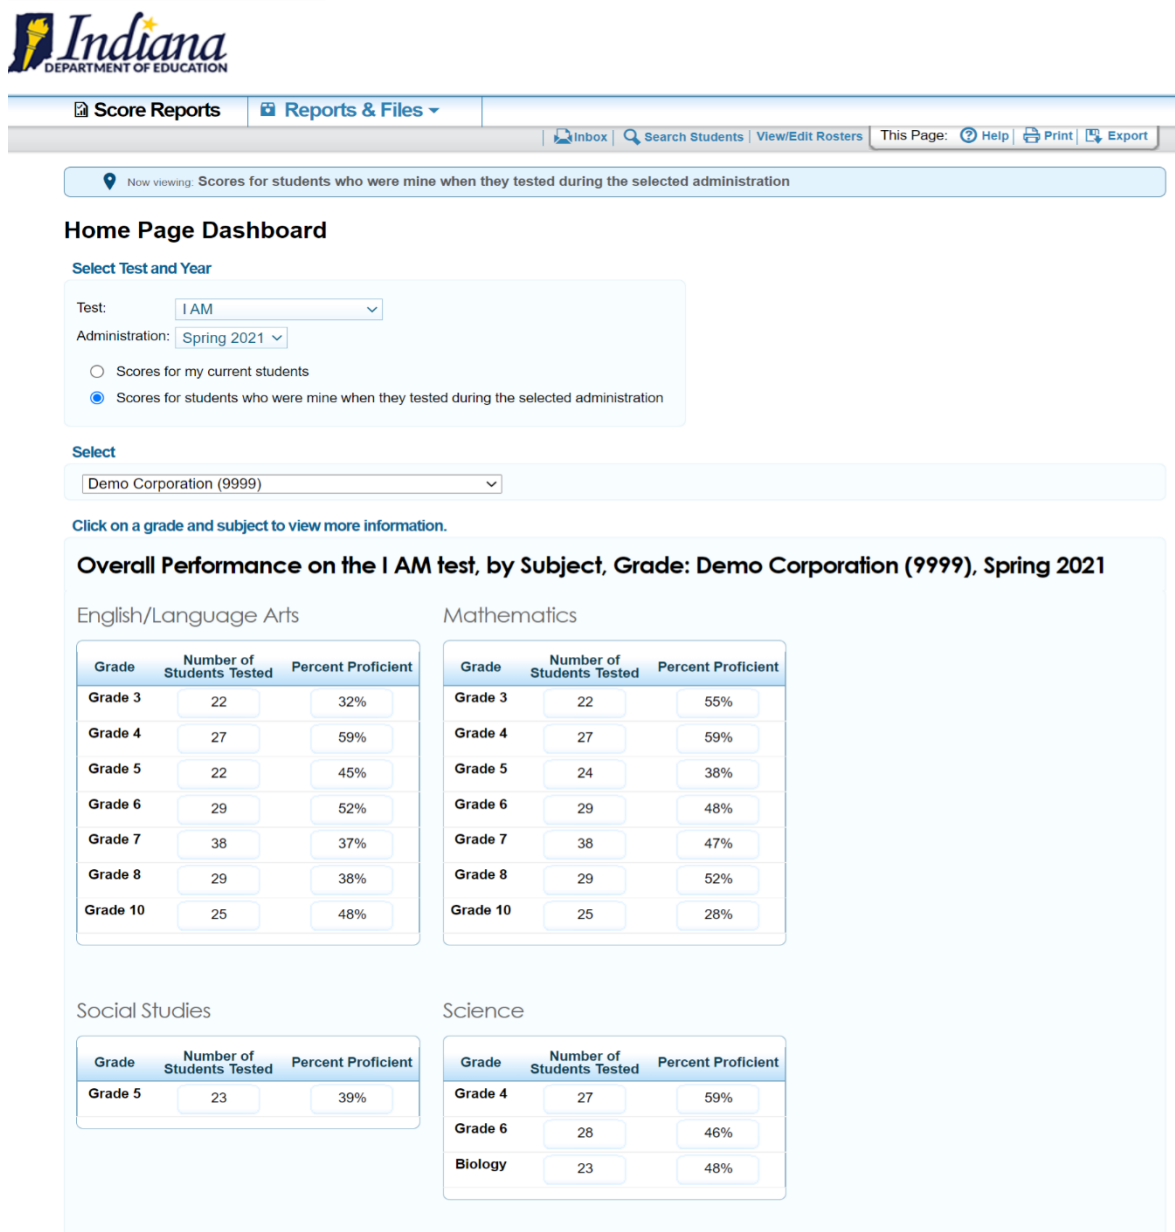 Indiana
DEPARTMENT OF EDUCATION
Score Reports Reports & Files
Inbox Search Students View/Edit Rosters This Page: Help Print Export
Now viewing: Scores for students who were mine when they tested during the selected administration
Home Page Dashboard
Select Test and Year
Test: I AM
Administration: Spring 2021
Scores for my current students
Scores for students who were mine when they tested during the selected administration
Select
Demo Corporation (9999)
Click on a grade and subject to view more information.
Overall Performance on the I AM test, by Subject, Grade: Demo Corporation (9999), Spring 2021
English/Language Arts
Grade Number of Students Tested Percent Proficient
Grade 3 22 32%
Grade 4 27 59%
Grade 5 22 45%
Grade 6 29 52%
Grade 7 38 37%
Grade 8 29 38%
Grade 10 25 48%
Mathematics
Grade Number of Students Tested Percent Proficient
Grade 3 22 55%
Grade 4 27 59%
Grade 5 24 38%
Grade 6 29 48%
Grade 7 38 47%
Grade 8 29 52%
Grade 10 25 28%
Social Studies
Grade Number of Students Tested Percent Proficient
Grade 5 23 39%
Science
Grade Number of Students Tested Percent Proficient
Grade 4 27 59%
Grade 6 28 46%
Biology 23 48%